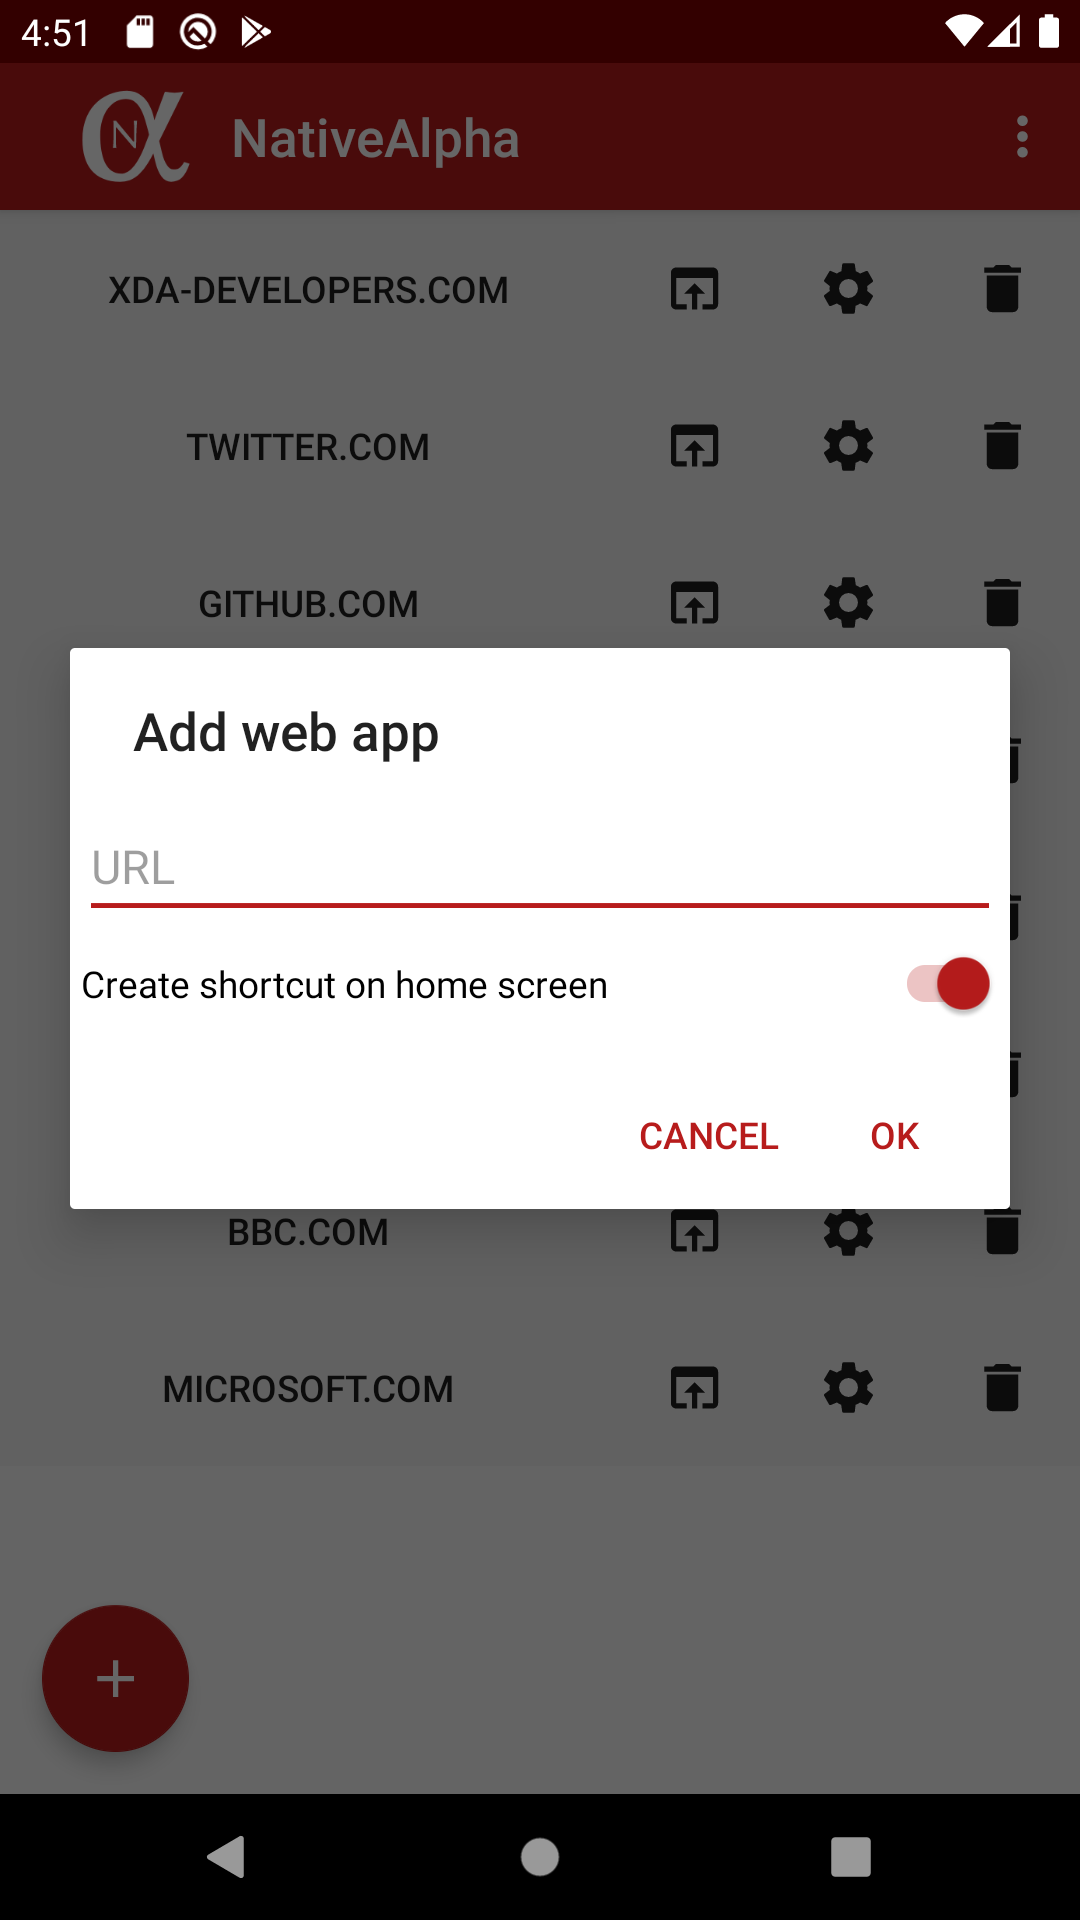 4:51
N
NativeAlpha
XDA-DEVELOPERS.COM
TWITTER.COM
GITHUB.COM
Add web app
URL
Create shortcut on home screen
CANCEL OK
BBC.COM
MICROSOFT.COM